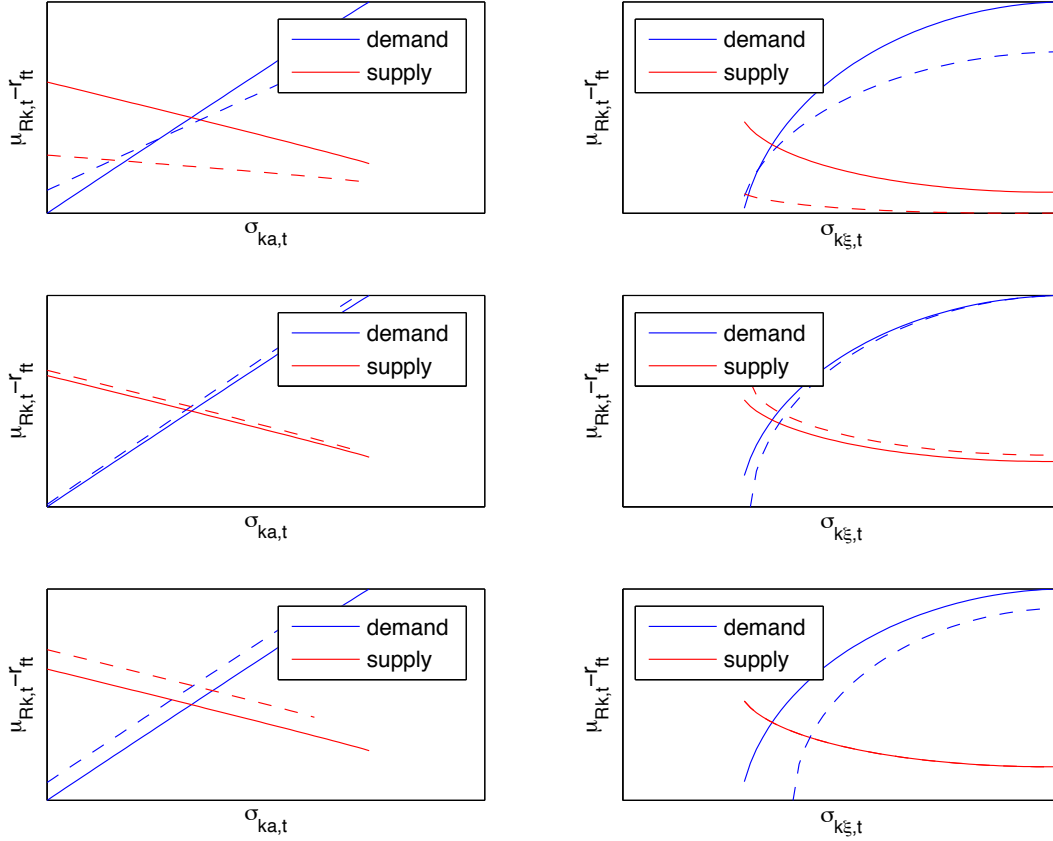 demand
supply
μRk,t−rft
σka,t
demand
supply
μRk,t−rft
σkξ,t
demand
supply
μRk,t−rft
σka,t
demand
supply
μRk,t−rft
σkξ,t
demand
supply
μRk,t−rft
σka,t
demand
supply
μRk,t−rft
σkξ,t